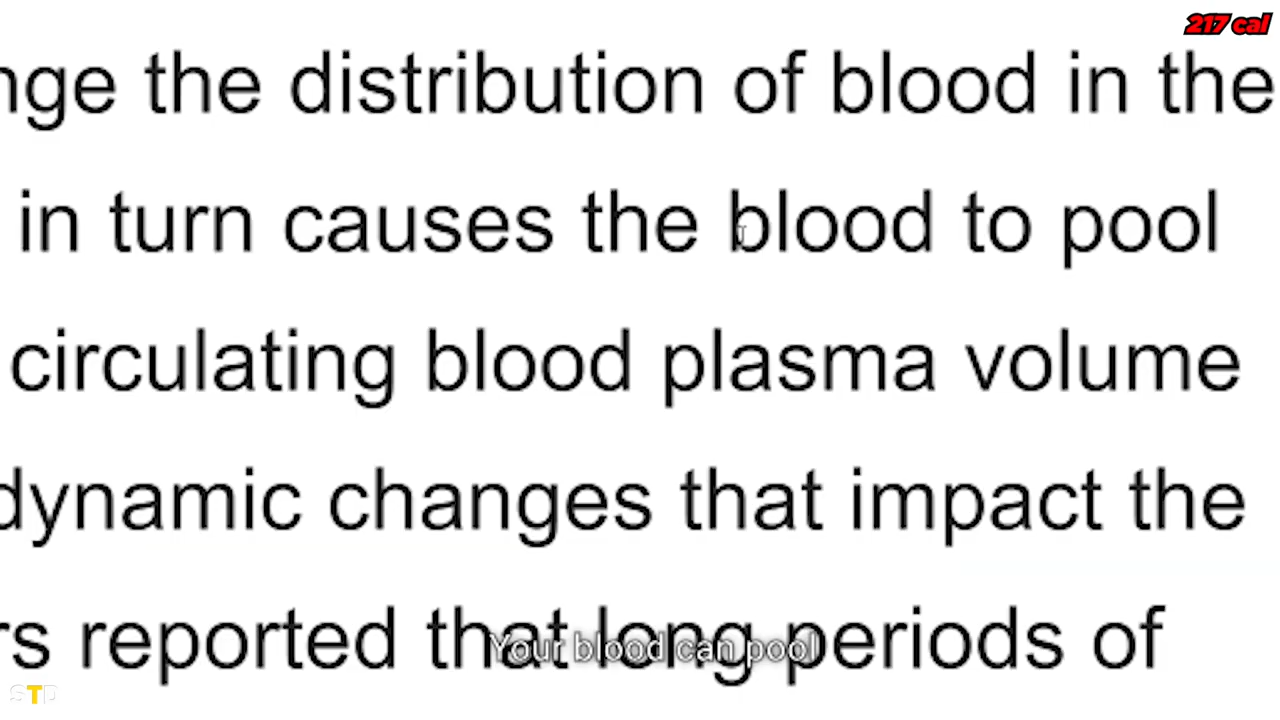 217 cal
nge the distribution of blood in the
in turn causes the blood to pool
circulating blood plasma volume
dynamic changes that impact the
rs reported that long periods of
Your blood can pool
STD